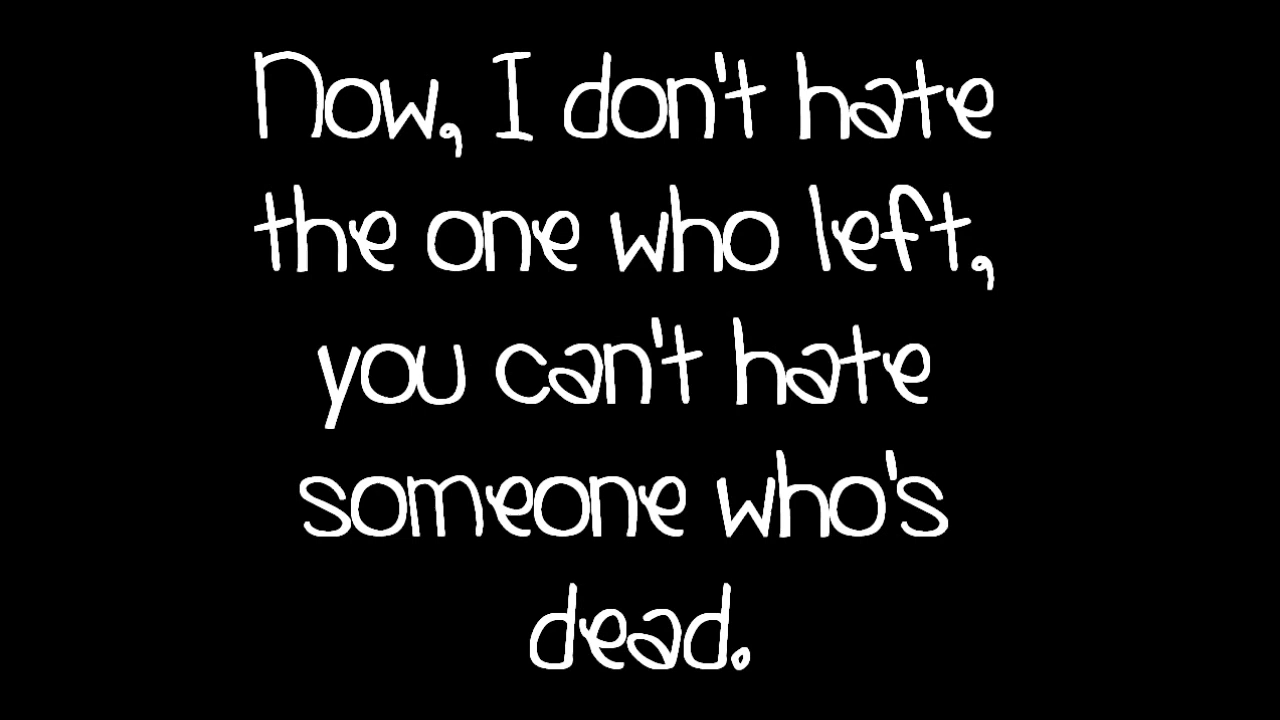 Now, I don't hate
the one who left,
you can't hate
someone who's
dead.